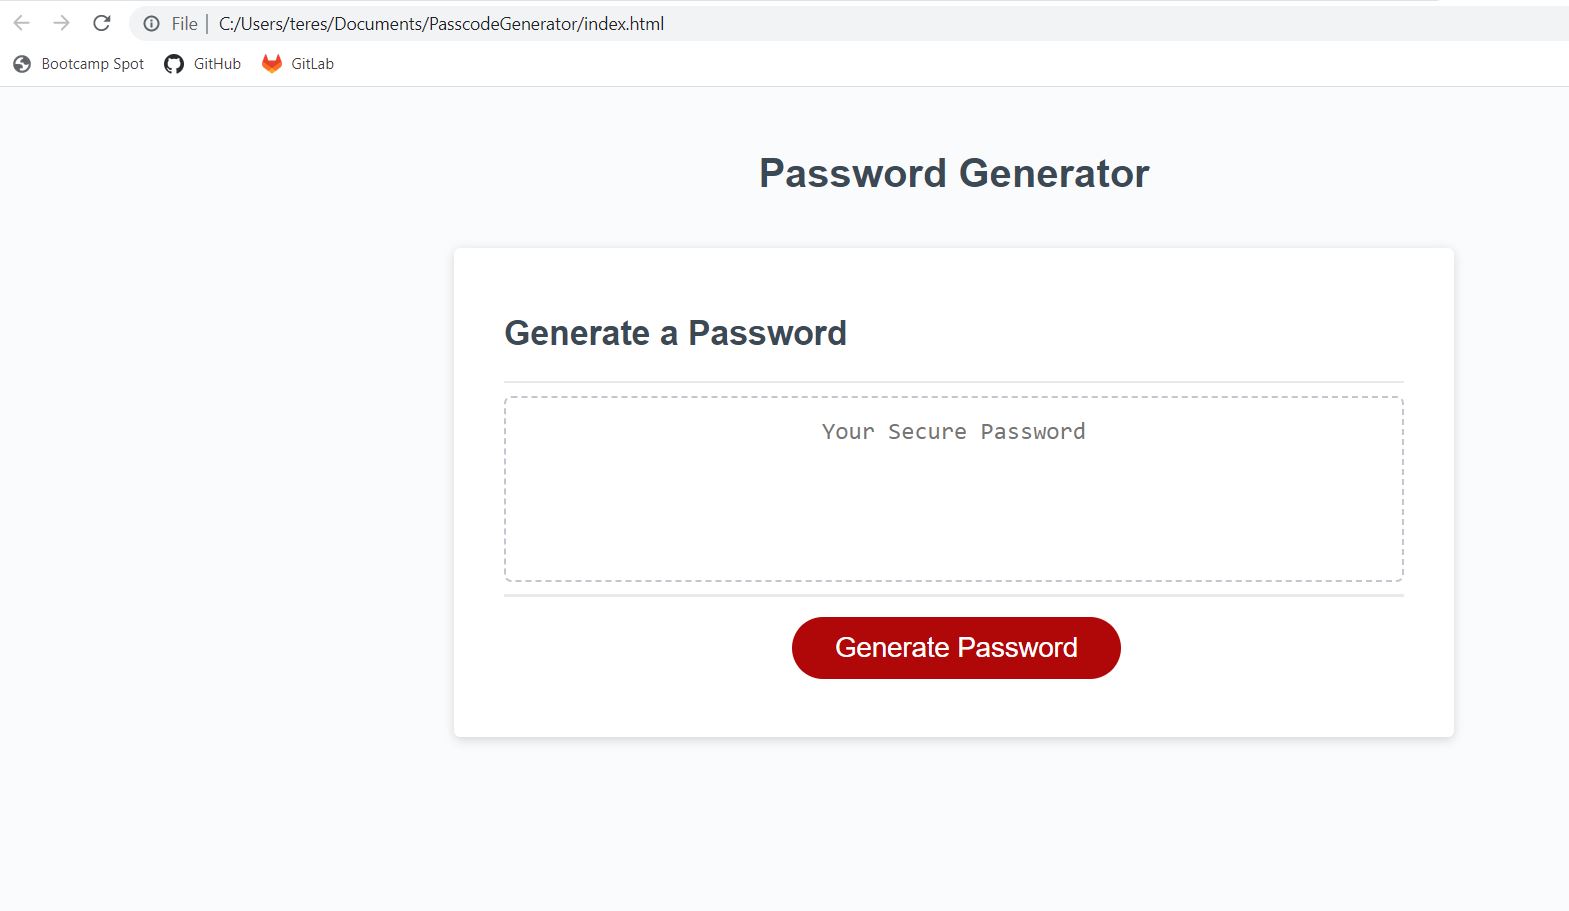 File | C:/Users/teres/Documents/PasscodeGenerator/index.html
Bootcamp Spot GitHub GitLab
Password Generator
Generate a Password
Your Secure Password
Generate Password